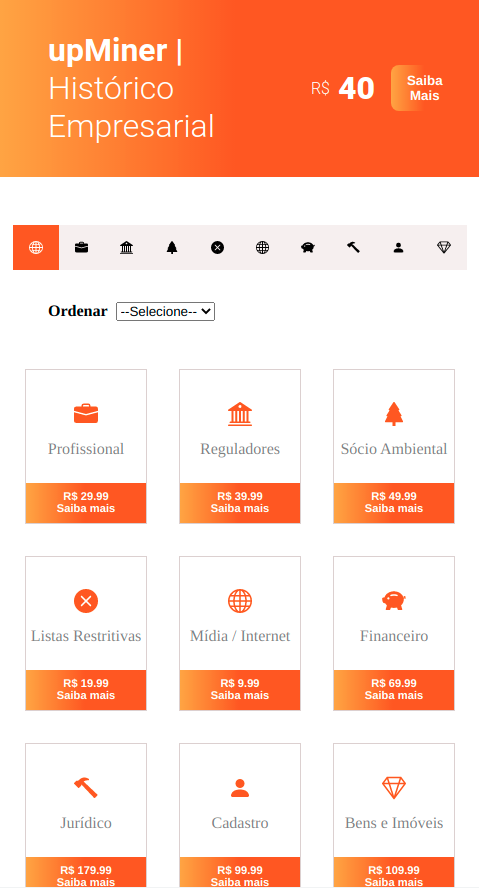 upMiner |
Histórico
Empresarial
R$ 40
Saiba
Mais
Ordenar --Selecione--
Profissional
R$ 29.99
Saiba mais
Reguladores
R$ 39.99
Saiba mais
Sócio Ambiental
R$ 49.99
Saiba mais
Listas Restritivas
R$ 19.99
Saiba mais
Mídia / Internet
R$ 9.99
Saiba mais
Financeiro
R$ 69.99
Saiba mais
Jurídico
R$ 179.99
Saiba mais
Cadastro
R$ 99.99
Saiba mais
Bens e Imóveis
R$ 109.99
Saiba mais